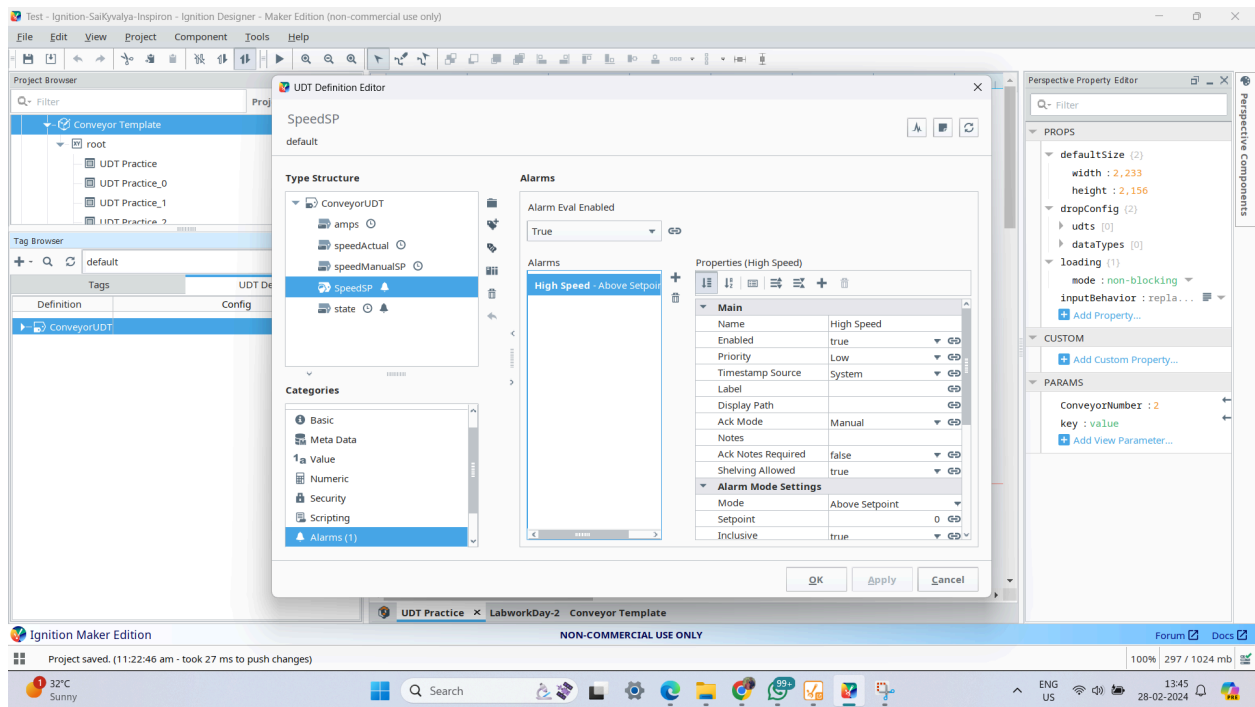 Test - Ignition-SaiKyvalya-Inspiron - Ignition Designer - Maker Edition (non-commercial use only)
File Edit View Project Component Tools Help
Project Browser
Filter
Proj
Conveyor Template
root
UDT Practice
UDT Practice_0
UDT Practice_1
UDT Practice_2
Tag Browser
default
Tags UDT De
Definition Config
ConveyorUDT
UDT Definition Editor
SpeedSP
default
Type Structure
ConveyorUDT
amps
speedActual
speedManualSP
SpeedSP
state
Categories
Basic
Meta Data
1a Value
Numeric
Security
Scripting
Alarms (1)
Alarms
Alarm Eval Enabled
True
Alarms
High Speed - Above Setpoin
Properties (High Speed)
Main
Name High Speed
Enabled true
Priority Low
Timestamp Source System
Label
Display Path
Ack Mode Manual
Notes
Ack Notes Required false
Shelving Allowed true
Alarm Mode Settings
Mode Above Setpoint
Setpoint 0
Inclusive true
OK Apply Cancel
UDT Practice × LabworkDay-2 Conveyor Template
Perspective Property Editor
Filter
PROPS
defaultSize {2}
width : 2,233
height : 2,156
dropConfig {2}
udts [0]
dataTypes [0]
loading {1}
mode : non-blocking
inputBehavior : repla...
Add Property...
CUSTOM
Add Custom Property...
PARAMS
ConveyorNumber : 2
key : value
Add View Parameter...
Perspective Components
Ignition Maker Edition
NON-COMMERCIAL USE ONLY
Forum Docs
Project saved. (11:22:46 am - took 27 ms to push changes)
100% 297 / 1024 mb
1
32°C
Sunny
Search
99+
ENG
US
13:45
28-02-2024
PRE